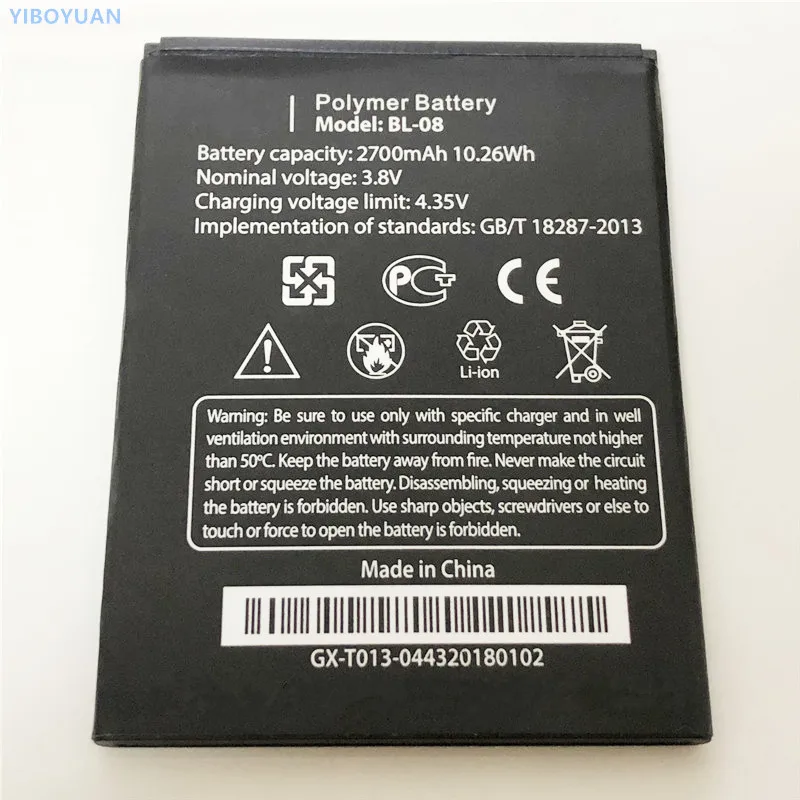 YIBOYUAN
Polymer Battery
Model: BL-08
Battery capacity: 2700mAh 10.26Wh
Nominal voltage: 3.8V
Charging voltage limit: 4.35V
Implementation of standards: GB/T 18287-2013
PCT CE
Li-ion
Warning: Be sure to use only with specific charger and in well
ventilation environment with surrounding temperature not higher
than 50ºC. Keep the battery away from fire. Never make the circuit
short or squeeze the battery. Disassembling, squeezing or heating
the battery is forbidden. Use sharp objects, screwdrivers or else to
touch or force to open the battery is forbidden.
Made in China
GX-T013-044320180102